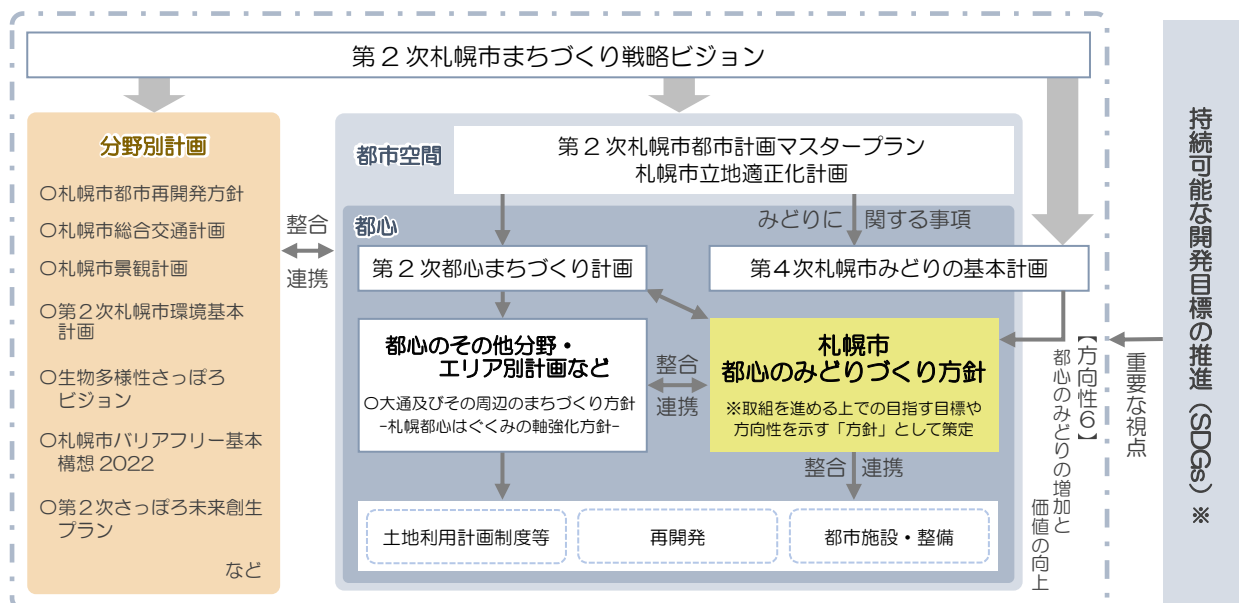 第2次札幌市まちづくり戦略ビジョン
分野別計画
〇札幌市都市再開発方針
〇札幌市総合交通計画
〇札幌市景観計画
〇第2次札幌市環境基本
計画
〇生物多様性さっぽろ
ビジョン
〇札幌市バリアフリー基本
構想 2022
〇第2次さっぽろ未来創生
プラン
など
整合
連携
都市空間
第2次札幌市都市計画マスタープラン
札幌市立地適正化計画
都心
みどりに 関する事項
第2次都心まちづくり計画
第4次札幌市みどりの基本計画
都心のその他分野・
エリア別計画など
〇大通及びその周辺のまちづくり方針
-札幌都心はぐくみの軸強化方針-
整合
連携
札幌市
都心のみどりづくり方針
※取組を進める上での目指す目標や
方向性を示す「方針」として策定
整合 連携
土地利用計画制度等
再開発
都市施設・整備
【方向性6】
都心のみどりの増加と
価値の向上
重要な視点
持続可能な開発目標の推進（SDGs）※